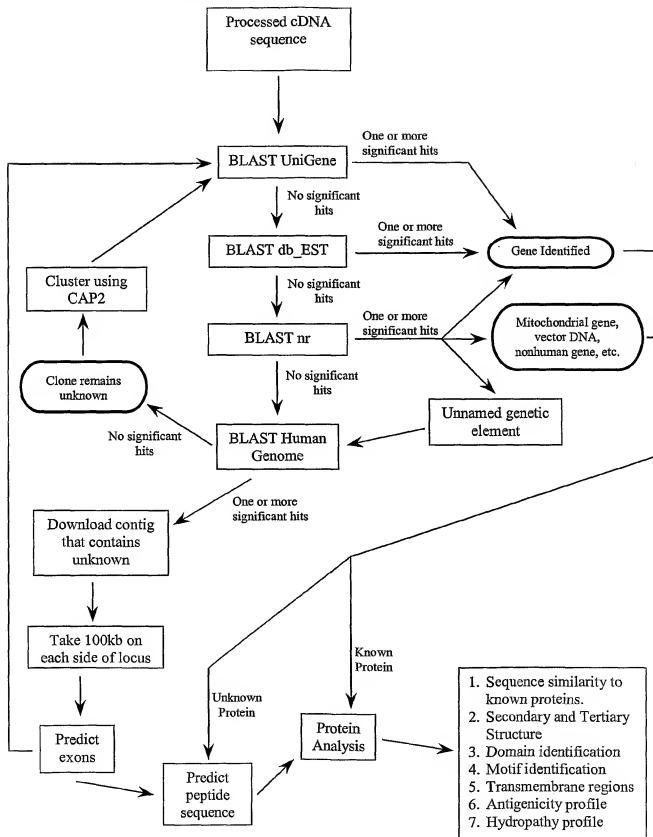 Processed cDNA
sequence
One or more
significant hits
BLAST UniGene
No significant
hits
One or more
significant hits
BLAST db_EST
Gene Identified
Cluster using
CAP2
No significant
hits
One or more
significant hits
BLAST nr
Mitochondrial gene,
vector DNA,
nonhuman gene, etc.
Clone remains
unknown
No significant
hits
Unnamed genetic
element
No significant
hits
BLAST Human
Genome
One or more
significant hits
Download contig
that contains
unknown
Take 100kb on
each side of locus
Known
Protein
Unknown
Protein
Predict
exons
Protein
Analysis
Predict
peptide
sequence
1. Sequence similarity to
known proteins.
2. Secondary and Tertiary
Structure
3. Domain identification
4. Motif identification
5. Transmembrane regions
6. Antigenicity profile
7. Hydropathy profile